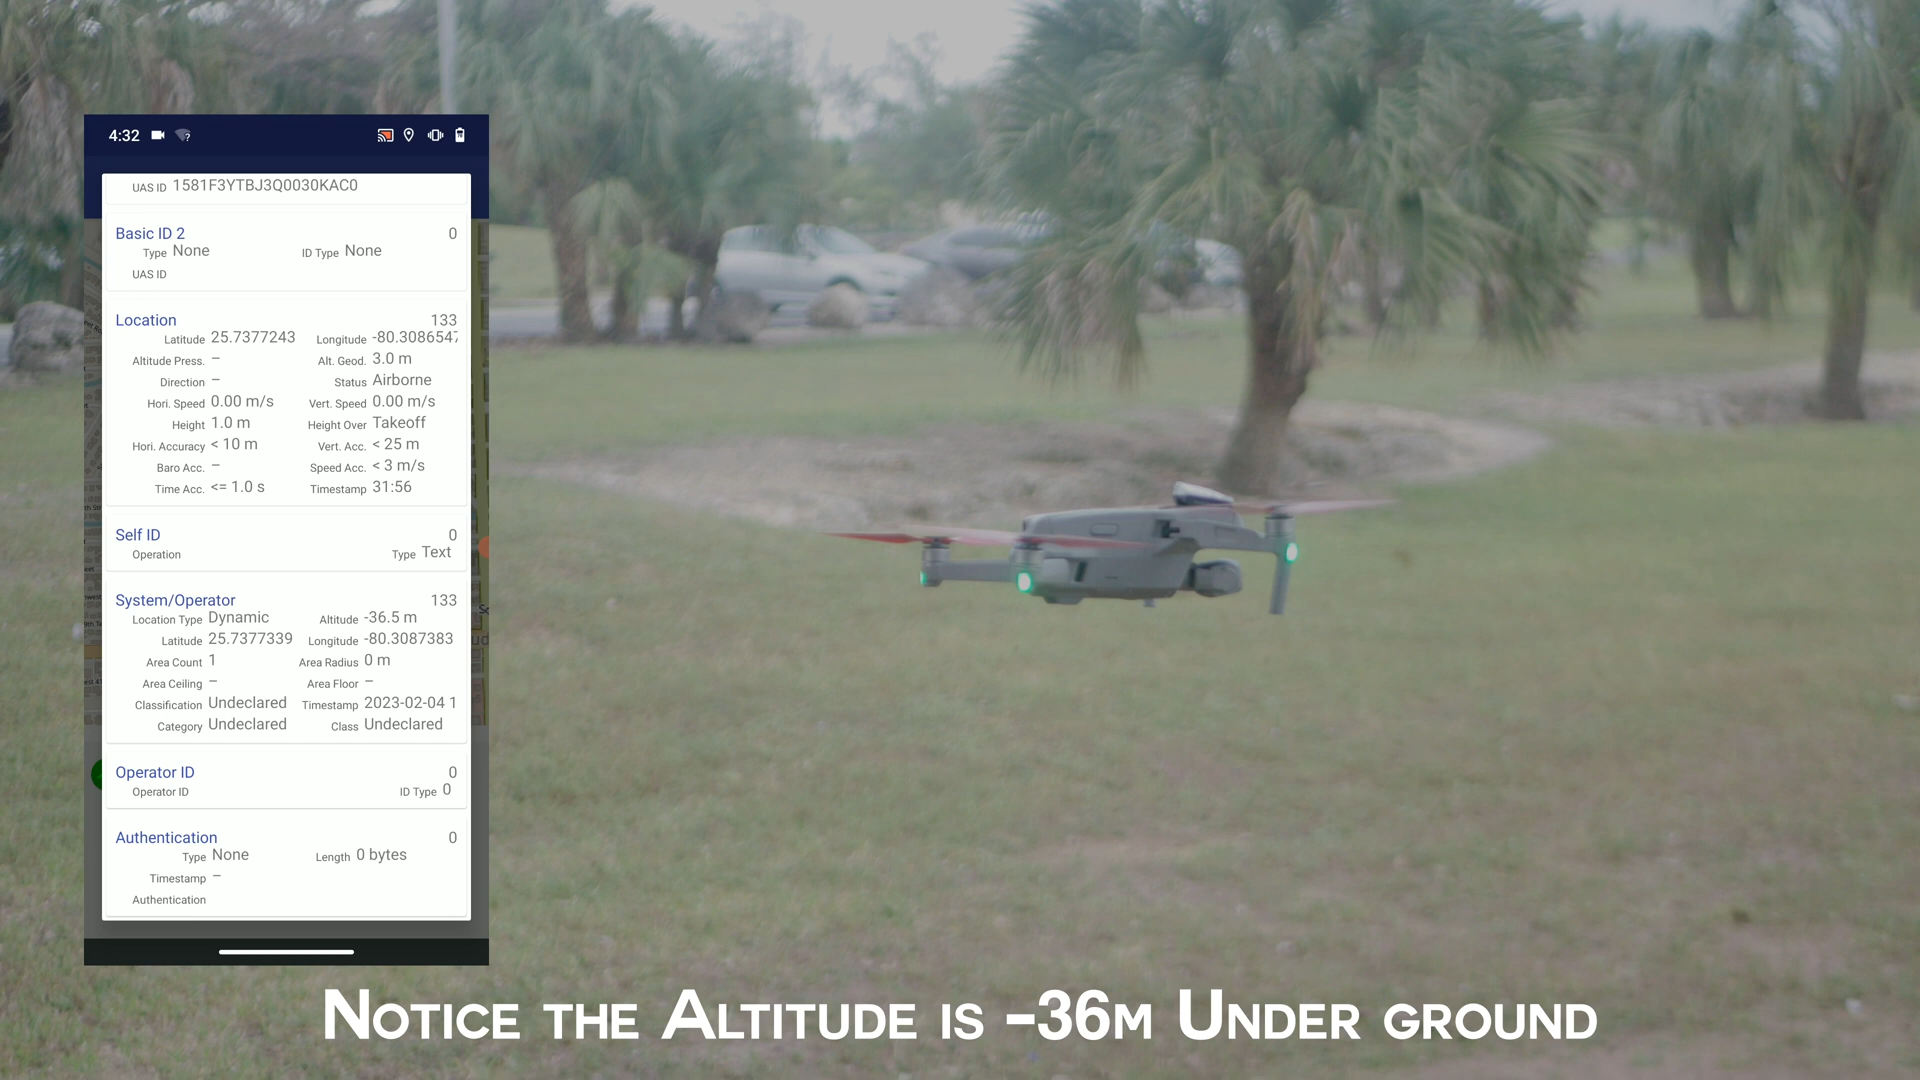 4:32
UAS ID 1581F3YTBJ3Q0030KAC0
Basic ID 2 0
Type None ID Type None
UAS ID
Location 133
Latitude 25.7377243 Longitude -80.3086547
Altitude Press. – Alt. Geod. 3.0 m
Direction – Status Airborne
Hori. Speed 0.00 m/s Vert. Speed 0.00 m/s
Height 1.0 m Height Over Takeoff
Hori. Accuracy < 10 m Vert. Acc. < 25 m
Baro Acc. – Speed Acc. < 3 m/s
Time Acc. <= 1.0 s Timestamp 31:56
Self ID 0
Operation Type Text
System/Operator 133
Location Type Dynamic Altitude -36.5 m
Latitude 25.7377339 Longitude -80.3087383
Area Count 1 Area Radius 0 m
Area Ceiling – Area Floor –
Classification Undeclared Timestamp 2023-02-04 1
Category Undeclared Class Undeclared
Operator ID 0
Operator ID ID Type 0
Authentication 0
Type None Length 0 bytes
Timestamp –
Authentication
Notice the Altitude is -36m Under ground